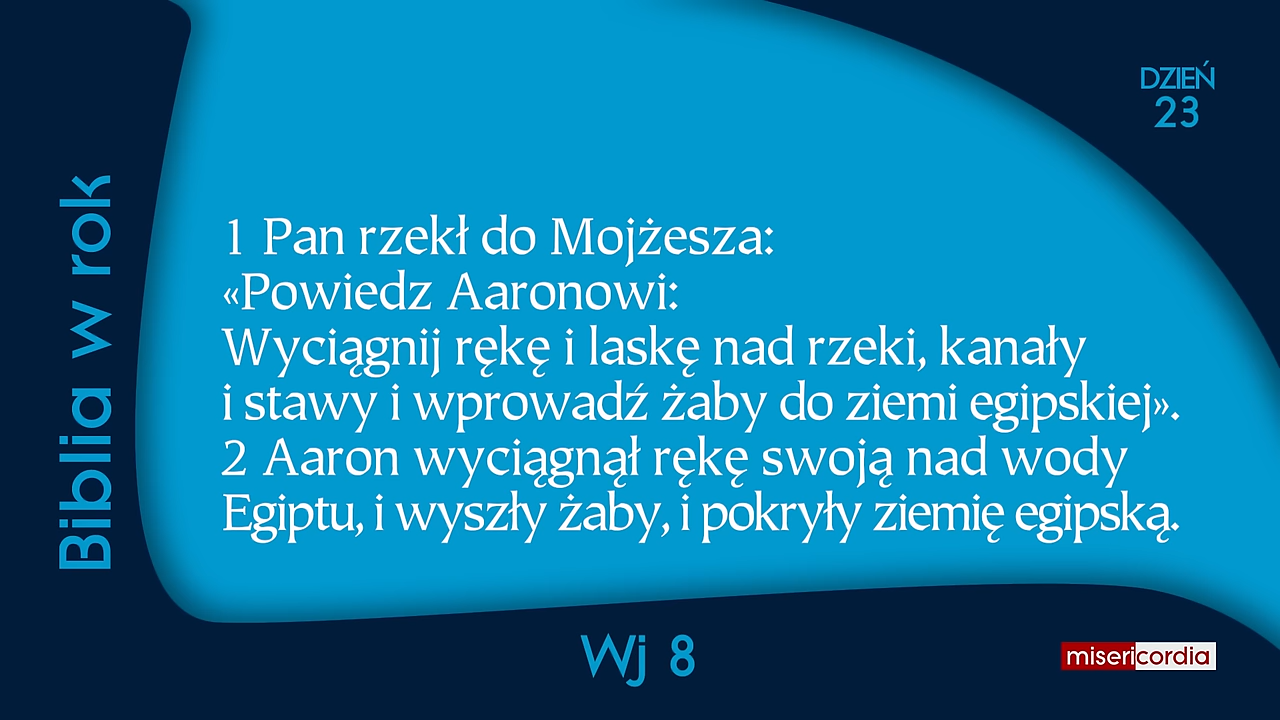 DZIEŃ
23
Biblia w rok
1 Pan rzekł do Mojżesza:
«Powiedz Aaronowi:
Wyciągnij rękę i laskę nad rzeki, kanały
i stawy i wprowadź żaby do ziemi egipskiej».
2 Aaron wyciągnął rękę swoją nad wody
Egiptu, i wyszły żaby, i pokryły ziemię egipską.
Wj 8
misericordia